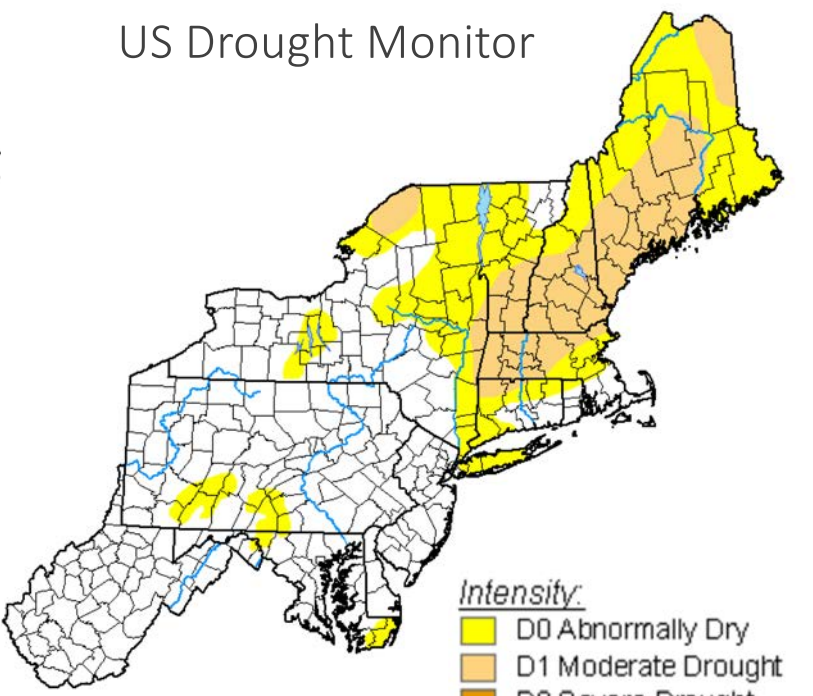 US Drought Monitor
Intensity:
D0 Abnormally Dry
D1 Moderate Drought